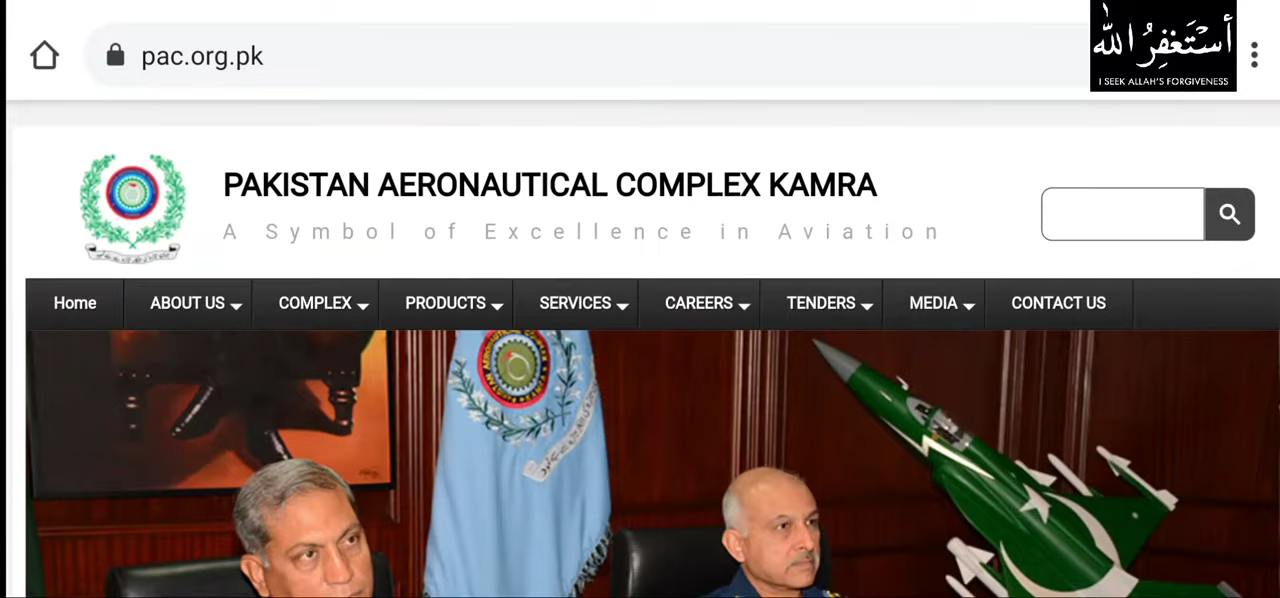 pac.org.pk
أَسْتَغْفِرُ اللّٰه
I SEEK ALLAH'S FORGIVENESS
PAKISTAN AERONAUTICAL COMPLEX KAMRA
A Symbol of Excellence in Aviation
Home ABOUT US COMPLEX PRODUCTS SERVICES CAREERS TENDERS MEDIA CONTACT US